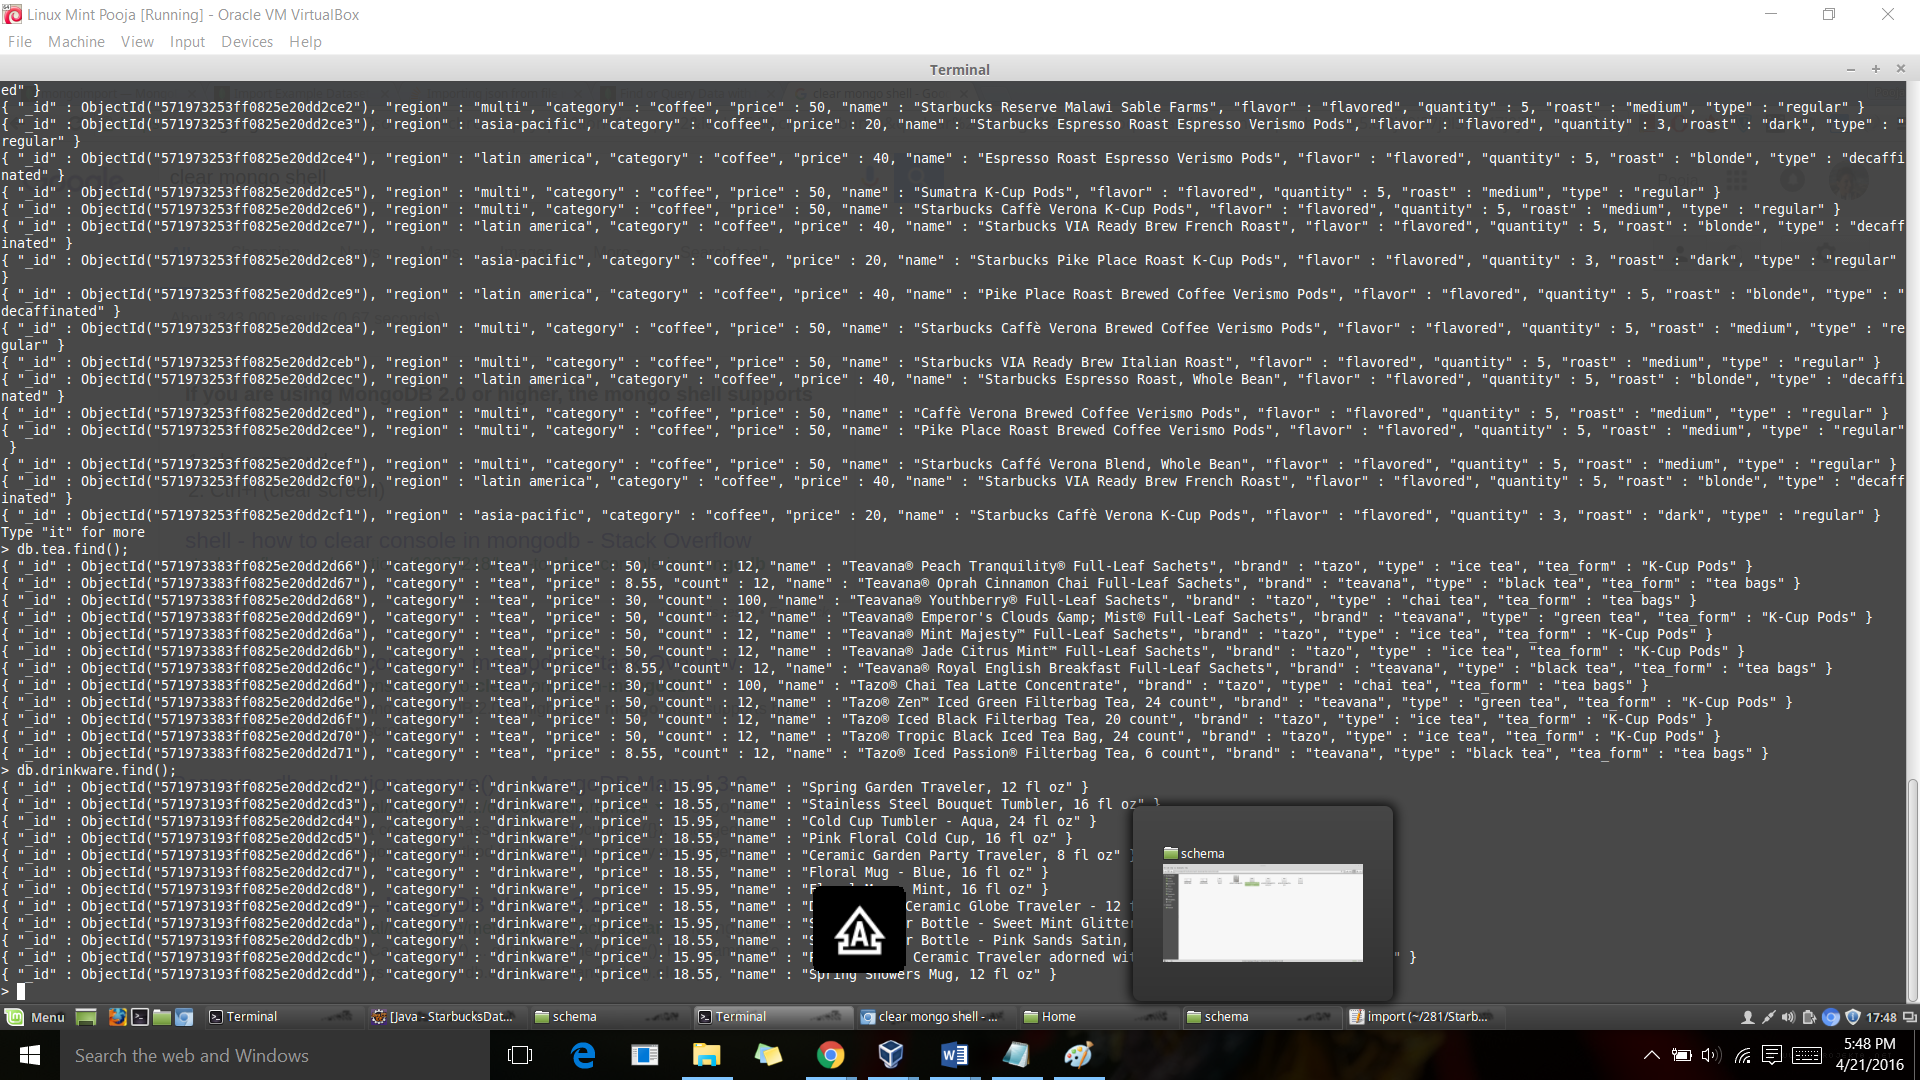 Linux Mint Pooja [Running] - Oracle VM VirtualBox
File Machine View Input Devices Help
Terminal
ed" }
{ "_id" : ObjectId("571973253ff0825e20dd2ce2"), "region" : "multi", "category" : "coffee", "price" : 50, "name" : "Starbucks Reserve Malawi Sable Farms", "flavor" : "flavored", "quantity" : 5, "roast" : "medium", "type" : "regular" }
{ "_id" : ObjectId("571973253ff0825e20dd2ce3"), "region" : "asia-pacific", "category" : "coffee", "price" : 20, "name" : "Starbucks Espresso Roast Espresso Verismo Pods", "flavor" : "flavored", "quantity" : 3, "roast" : "dark", "type" : "
regular" }
{ "_id" : ObjectId("571973253ff0825e20dd2ce4"), "region" : "latin america", "category" : "coffee", "price" : 40, "name" : "Espresso Roast Espresso Verismo Pods", "flavor" : "flavored", "quantity" : 5, "roast" : "blonde", "type" : "decaffi
nated" }
clear mongo shell
{ "_id" : ObjectId("571973253ff0825e20dd2ce5"), "region" : "multi", "category" : "coffee", "price" : 50, "name" : "Sumatra K-Cup Pods", "flavor" : "flavored", "quantity" : 5, "roast" : "medium", "type" : "regular" }
{ "_id" : ObjectId("571973253ff0825e20dd2ce6"), "region" : "multi", "category" : "coffee", "price" : 50, "name" : "Starbucks Caffè Verona K-Cup Pods", "flavor" : "flavored", "quantity" : 5, "roast" : "medium", "type" : "regular" }
{ "_id" : ObjectId("571973253ff0825e20dd2ce7"), "region" : "latin america", "category" : "coffee", "price" : 40, "name" : "Starbucks VIA Ready Brew French Roast", "flavor" : "flavored", "quantity" : 5, "roast" : "blonde", "type" : "decaff
inated" }
{ "_id" : ObjectId("571973253ff0825e20dd2ce8"), "region" : "asia-pacific", "category" : "coffee", "price" : 20, "name" : "Starbucks Pike Place Roast K-Cup Pods", "flavor" : "flavored", "quantity" : 3, "roast" : "dark", "type" : "regular"
}
{ "_id" : ObjectId("571973253ff0825e20dd2ce9"), "region" : "latin america", "category" : "coffee", "price" : 40, "name" : "Pike Place Roast Brewed Coffee Verismo Pods", "flavor" : "flavored", "quantity" : 5, "roast" : "blonde", "type" : "
decaffinated" }
{ "_id" : ObjectId("571973253ff0825e20dd2cea"), "region" : "multi", "category" : "coffee", "price" : 50, "name" : "Starbucks Caffè Verona Brewed Coffee Verismo Pods", "flavor" : "flavored", "quantity" : 5, "roast" : "medium", "type" : "re
gular" }
{ "_id" : ObjectId("571973253ff0825e20dd2ceb"), "region" : "multi", "category" : "coffee", "price" : 50, "name" : "Starbucks VIA Ready Brew Italian Roast", "flavor" : "flavored", "quantity" : 5, "roast" : "medium", "type" : "regular" }
{ "_id" : ObjectId("571973253ff0825e20dd2cec"), "region" : "latin america", "category" : "coffee", "price" : 40, "name" : "Starbucks Espresso Roast, Whole Bean", "flavor" : "flavored", "quantity" : 5, "roast" : "blonde", "type" : "decaffi
nated" }
If you are using MongoDB 2.0 or higher, the mongo shell supports
{ "_id" : ObjectId("571973253ff0825e20dd2ced"), "region" : "multi", "category" : "coffee", "price" : 50, "name" : "Caffè Verona Brewed Coffee Verismo Pods", "flavor" : "flavored", "quantity" : 5, "roast" : "medium", "type" : "regular" }
{ "_id" : ObjectId("571973253ff0825e20dd2cee"), "region" : "multi", "category" : "coffee", "price" : 50, "name" : "Pike Place Roast Brewed Coffee Verismo Pods", "flavor" : "flavored", "quantity" : 5, "roast" : "medium", "type" : "regular"
}
{ "_id" : ObjectId("571973253ff0825e20dd2cef"), "region" : "multi", "category" : "coffee", "price" : 50, "name" : "Starbucks Caffé Verona Blend, Whole Bean", "flavor" : "flavored", "quantity" : 5, "roast" : "medium", "type" : "regular" }
{ "_id" : ObjectId("571973253ff0825e20dd2cf0"), "region" : "latin america", "category" : "coffee", "price" : 40, "name" : "Starbucks VIA Ready Brew French Roast", "flavor" : "flavored", "quantity" : 5, "roast" : "blonde", "type" : "decaff
inated" }
2. Ctrl+l (clear screen)
{ "_id" : ObjectId("571973253ff0825e20dd2cf1"), "region" : "asia-pacific", "category" : "coffee", "price" : 20, "name" : "Starbucks Caffè Verona K-Cup Pods", "flavor" : "flavored", "quantity" : 3, "roast" : "dark", "type" : "regular" }
Type "it" for more
shell - how to clear console in mongodb - Stack Overflow
> db.tea.find();
{ "_id" : ObjectId("571973383ff0825e20dd2d66"), "category" : "tea", "price" : 50, "count" : 12, "name" : "Teavana® Peach Tranquility® Full-Leaf Sachets", "brand" : "tazo", "type" : "ice tea", "tea_form" : "K-Cup Pods" }
{ "_id" : ObjectId("571973383ff0825e20dd2d67"), "category" : "tea", "price" : 8.55, "count" : 12, "name" : "Teavana® Oprah Cinnamon Chai Full-Leaf Sachets", "brand" : "teavana", "type" : "black tea", "tea_form" : "tea bags" }
{ "_id" : ObjectId("571973383ff0825e20dd2d68"), "category" : "tea", "price" : 30, "count" : 100, "name" : "Teavana® Youthberry® Full-Leaf Sachets", "brand" : "tazo", "type" : "chai tea", "tea_form" : "tea bags" }
{ "_id" : ObjectId("571973383ff0825e20dd2d69"), "category" : "tea", "price" : 50, "count" : 12, "name" : "Teavana® Emperor's Clouds &amp; Mist® Full-Leaf Sachets", "brand" : "teavana", "type" : "green tea", "tea_form" : "K-Cup Pods" }
{ "_id" : ObjectId("571973383ff0825e20dd2d6a"), "category" : "tea", "price" : 50, "count" : 12, "name" : "Teavana® Mint Majesty™ Full-Leaf Sachets", "brand" : "tazo", "type" : "ice tea", "tea_form" : "K-Cup Pods" }
{ "_id" : ObjectId("571973383ff0825e20dd2d6b"), "category" : "tea", "price" : 50, "count" : 12, "name" : "Teavana® Jade Citrus Mint™ Full-Leaf Sachets", "brand" : "tazo", "type" : "ice tea", "tea_form" : "K-Cup Pods" }
{ "_id" : ObjectId("571973383ff0825e20dd2d6c"), "category" : "tea", "price" : 8.55, "count" : 12, "name" : "Teavana® Royal English Breakfast Full-Leaf Sachets", "brand" : "teavana", "type" : "black tea", "tea_form" : "tea bags" }
{ "_id" : ObjectId("571973383ff0825e20dd2d6d"), "category" : "tea", "price" : 30, "count" : 100, "name" : "Tazo® Chai Tea Latte Concentrate", "brand" : "tazo", "type" : "chai tea", "tea_form" : "tea bags" }
{ "_id" : ObjectId("571973383ff0825e20dd2d6e"), "category" : "tea", "price" : 50, "count" : 12, "name" : "Tazo® Zen™ Iced Green Filterbag Tea, 24 count", "brand" : "teavana", "type" : "green tea", "tea_form" : "K-Cup Pods" }
{ "_id" : ObjectId("571973383ff0825e20dd2d6f"), "category" : "tea", "price" : 50, "count" : 12, "name" : "Tazo® Iced Black Filterbag Tea, 20 count", "brand" : "tazo", "type" : "ice tea", "tea_form" : "K-Cup Pods" }
{ "_id" : ObjectId("571973383ff0825e20dd2d70"), "category" : "tea", "price" : 50, "count" : 12, "name" : "Tazo® Tropic Black Iced Tea Bag, 24 count", "brand" : "tazo", "type" : "ice tea", "tea_form" : "K-Cup Pods" }
{ "_id" : ObjectId("571973383ff0825e20dd2d71"), "category" : "tea", "price" : 8.55, "count" : 12, "name" : "Tazo® Iced Passion® Filterbag Tea, 6 count", "brand" : "teavana", "type" : "black tea", "tea_form" : "tea bags" }
> db.drinkware.find();
{ "_id" : ObjectId("571973193ff0825e20dd2cd2"), "category" : "drinkware", "price" : 15.95, "name" : "Spring Garden Traveler, 12 fl oz" }
{ "_id" : ObjectId("571973193ff0825e20dd2cd3"), "category" : "drinkware", "price" : 18.55, "name" : "Stainless Steel Bouquet Tumbler, 16 fl oz" }
{ "_id" : ObjectId("571973193ff0825e20dd2cd4"), "category" : "drinkware", "price" : 15.95, "name" : "Cold Cup Tumbler - Aqua, 24 fl oz" }
{ "_id" : ObjectId("571973193ff0825e20dd2cd5"), "category" : "drinkware", "price" : 18.55, "name" : "Pink Floral Cold Cup, 16 fl oz" }
{ "_id" : ObjectId("571973193ff0825e20dd2cd6"), "category" : "drinkware", "price" : 15.95, "name" : "Ceramic Garden Party Traveler, 8 fl oz" }
{ "_id" : ObjectId("571973193ff0825e20dd2cd7"), "category" : "drinkware", "price" : 18.55, "name" : "Floral Mug - Blue, 16 fl oz" }
{ "_id" : ObjectId("571973193ff0825e20dd2cd8"), "category" : "drinkware", "price" : 15.95, "name" : "Floral Mug - Mint, 16 fl oz" }
{ "_id" : ObjectId("571973193ff0825e20dd2cd9"), "category" : "drinkware", "price" : 18.55, "name" : " Ceramic Globe Traveler - 12 f
{ "_id" : ObjectId("571973193ff0825e20dd2cda"), "category" : "drinkware", "price" : 15.95, "name" : " Bottle - Sweet Mint Glitter
{ "_id" : ObjectId("571973193ff0825e20dd2cdb"), "category" : "drinkware", "price" : 18.55, "name" : " Bottle - Pink Sands Satin,
{ "_id" : ObjectId("571973193ff0825e20dd2cdc"), "category" : "drinkware", "price" : 15.95, "name" : " Ceramic Traveler adorned wi " }
{ "_id" : ObjectId("571973193ff0825e20dd2cdd"), "category" : "drinkware", "price" : 18.55, "name" : "Spring Showers Mug, 12 fl oz" }
>
schema
A
Menu Terminal [Java - StarbucksDat... schema Terminal clear mongo shell - ... Home schema import (~/281/Starb... 17:48
Search the web and Windows
5:48 PM
4/21/2016